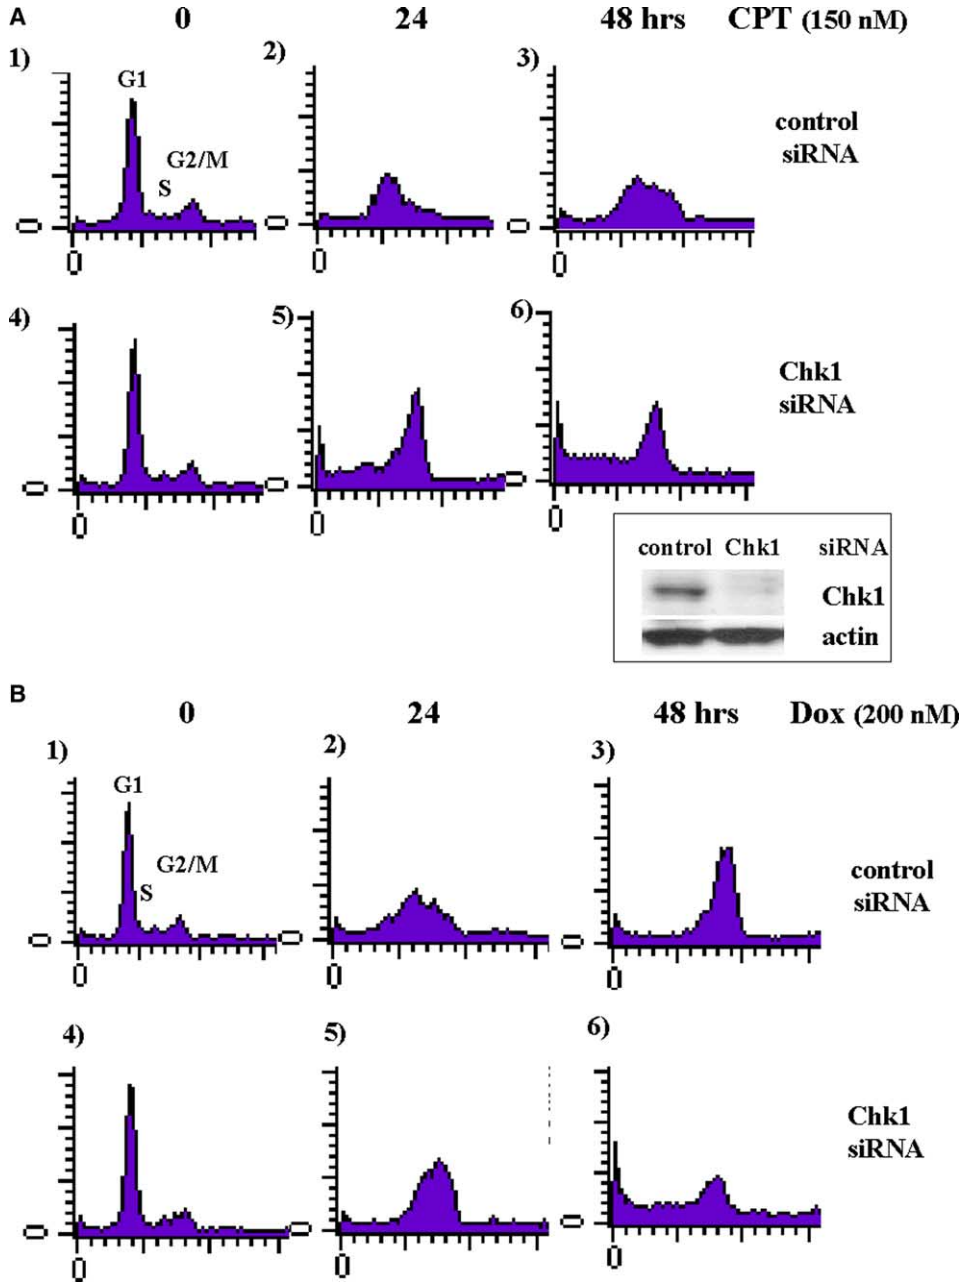 A 0 24 48 hrs CPT (150 nM)
1) 2) 3)
G1
G2/M
S
control
siRNA
0 0 0
0 0 0
4) 5) 6)
Chk1
siRNA
0 0 0
0 0 0
control Chk1 siRNA
Chk1
actin
B
0 24 48 hrs Dox (200 nM)
1) 2) 3)
G1
G2/M
S
control
siRNA
0 0 0
0 0 0
4) 5) 6)
Chk1
siRNA
0 0 0
0 0 0